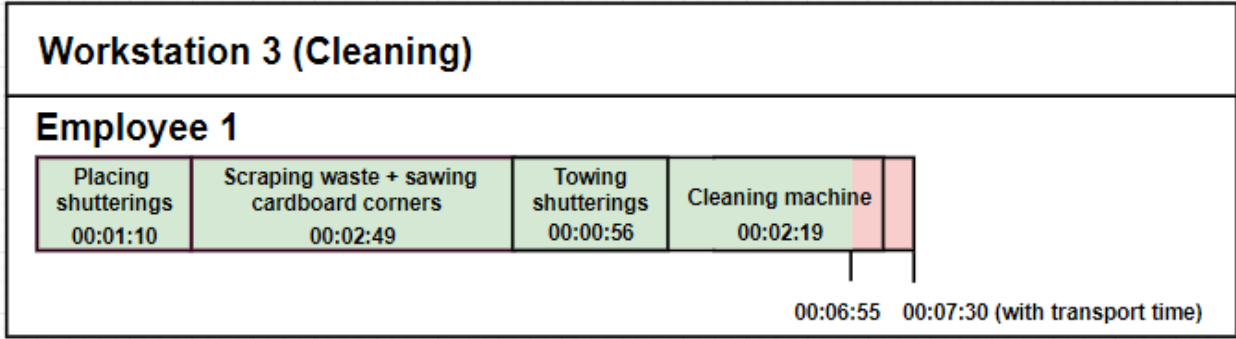 Workstation 3 (Cleaning)
Employee 1
Placing
shutterings
00:01:10
Scraping waste + sawing
cardboard corners
00:02:49
Towing
shutterings
00:00:56
Cleaning machine
00:02:19
00:06:55
00:07:30 (with transport time)